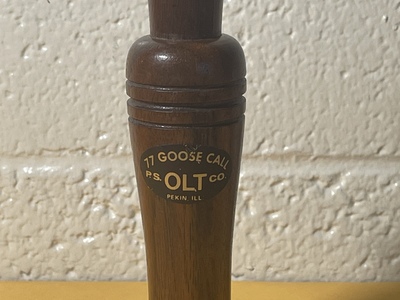 77 GOOSE CALL
P.S. OLT CO.
PEKIN ILL